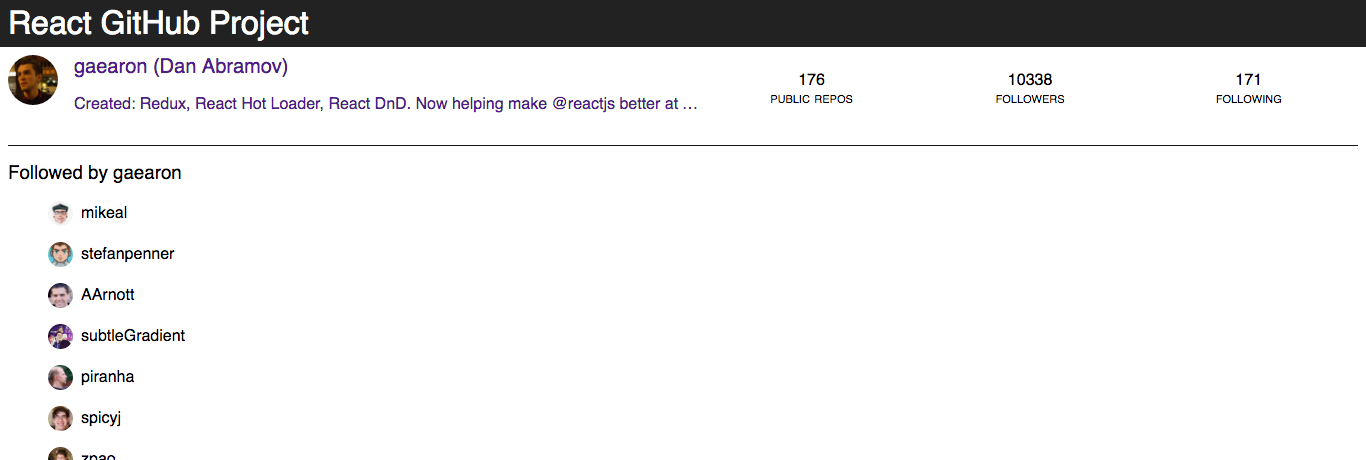 React GitHub Project
gaearon (Dan Abramov)
Created: Redux, React Hot Loader, React DnD. Now helping make @reactjs better at …
176
PUBLIC REPOS
10338
FOLLOWERS
171
FOLLOWING
Followed by gaearon
mikeal
stefanpenner
AArnott
subtleGradient
piranha
spicyj
zpao